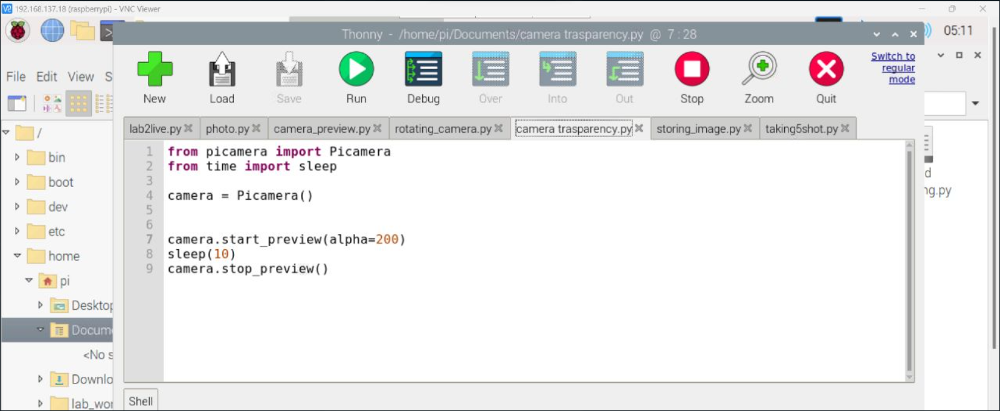 192.168.137.18 (raspberrypi) - VNC Viewer
Thonny - /home/pi/Documents/camera trasparency.py @ 7 : 28
05:11
File Edit View S
New Load Save Run Debug Over Into Out Stop Zoom Quit
Switch to
regular
mode
lab2live.py photo.py camera_preview.py rotating_camera.py camera trasparency.py storing_image.py taking5shot.py
/
bin
boot
dev
etc
home
pi
Desktop
Docum
<No s
Downlo
lab_wor
1 from picamera import Picamera
2 from time import sleep
3
4 camera = Picamera()
5
6
7 camera.start_preview(alpha=200)
8 sleep(10)
9 camera.stop_preview()
d
ng.py
Shell